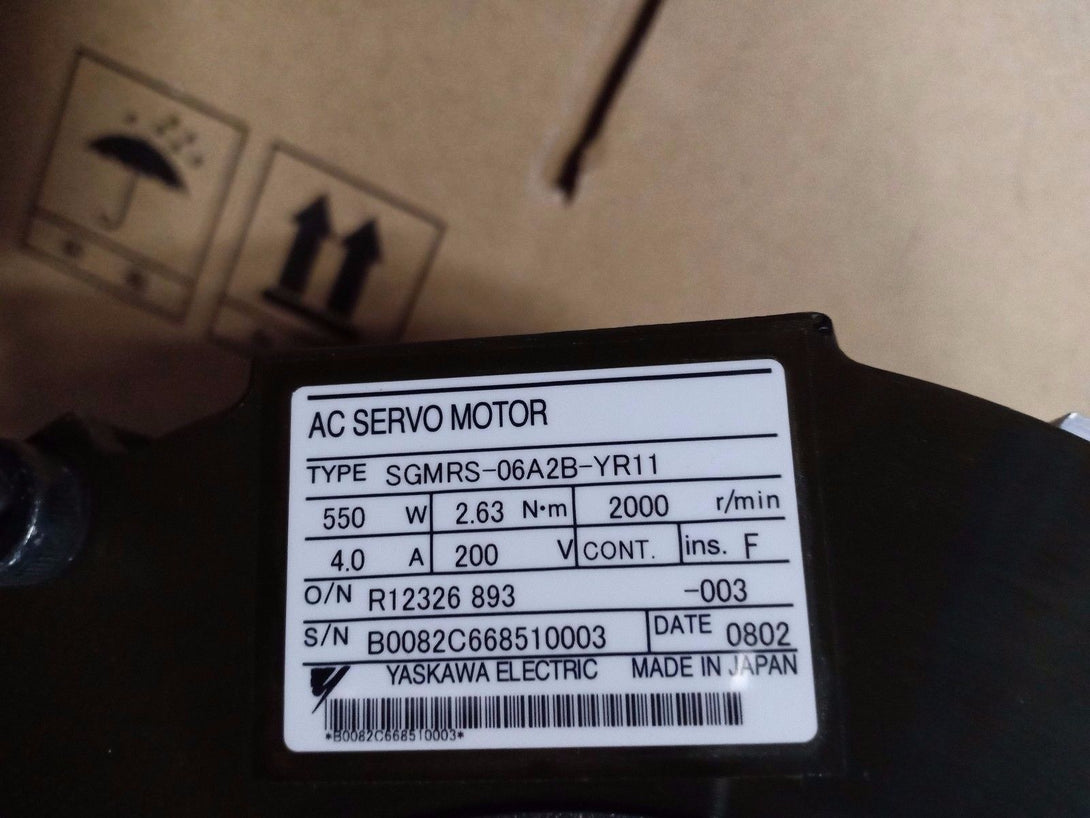 AC SERVO MOTOR
TYPE SGMRS-06A2B-YR11
550 W 2.63 N·m 2000 r/min
4.0 A 200 V CONT. ins. F
O/N R12326 893 -003
S/N B0082C668510003 DATE 0802
YASKAWA ELECTRIC MADE IN JAPAN
*B0082C668510003*